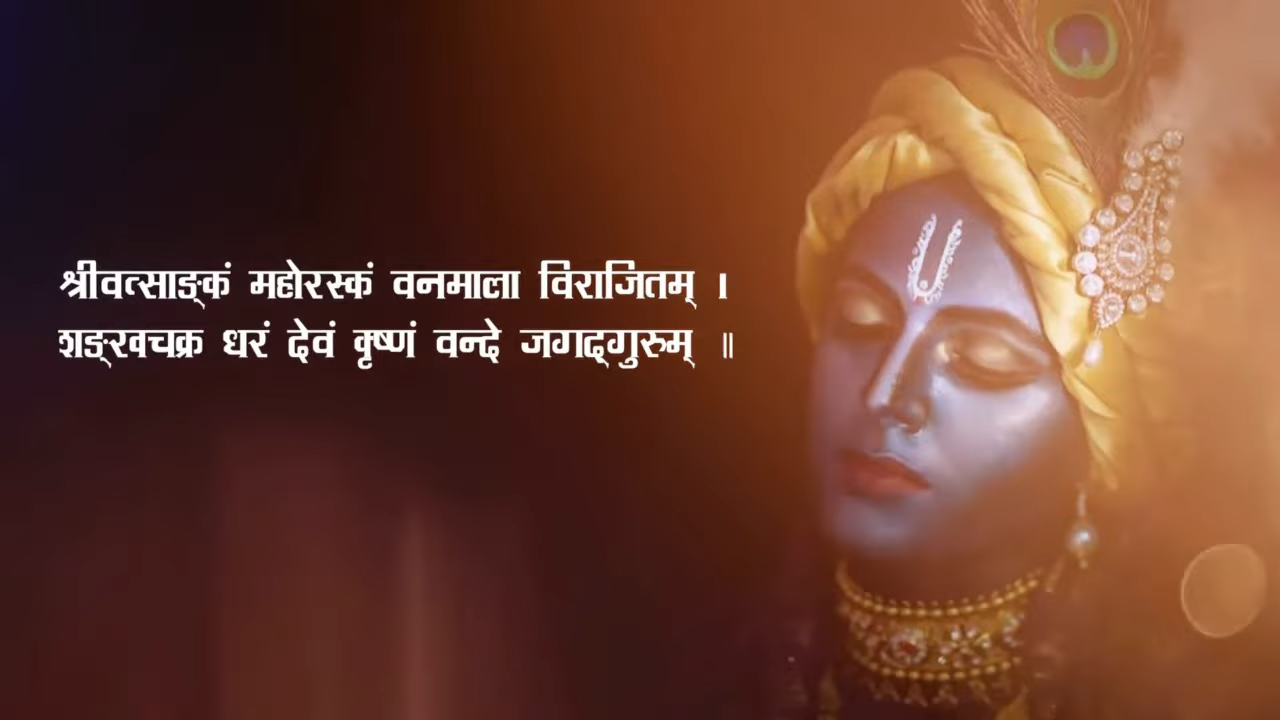 श्रीवत्साङ्कं महोरस्कं वनमाला विराजितम् ।
शङ्खचक्र धरं देवं कृष्णं वन्दे जगद्गुरुम् ॥